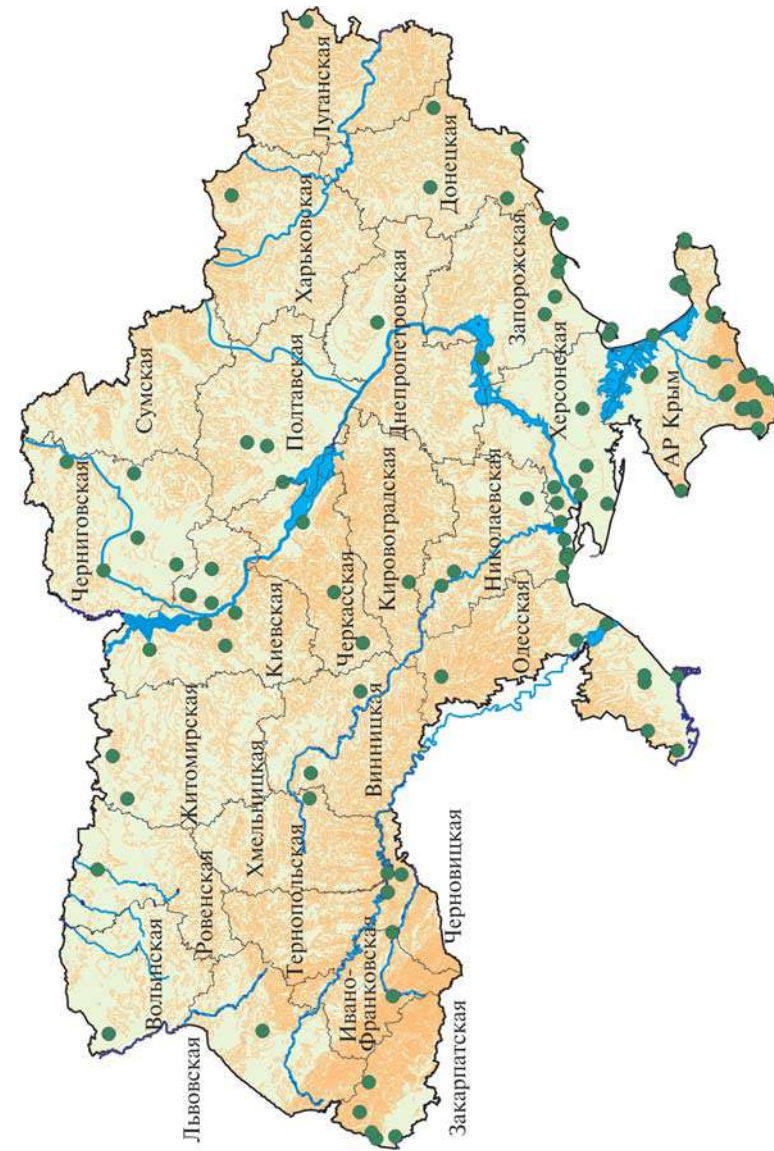 Волынская
Ровенская
Житомирская
Черниговская
Сумская
Львовская
Киевская
Хмельницкая
Тернопольская
Полтавская
Харьковская
Луганская
Черкасская
Винницкая
Ивано-
Франковская
Закарпатская
Черновицкая
Кировоградская
Днепропетровская
Донецкая
Запорожская
Николаевская
Одесская
Херсонская
АР Крым